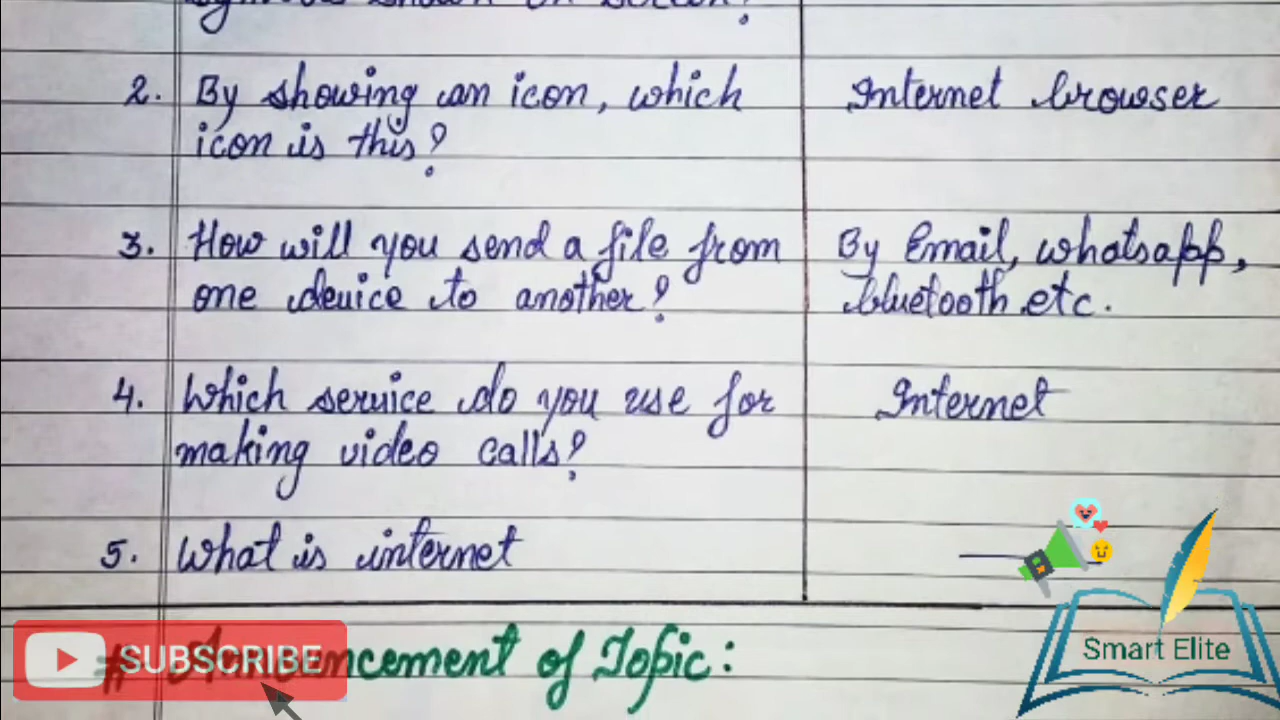 2. By showing an icon, which Internet browser
icon is this?
3. How will you send a file from By Email, whatsapp,
one device to another? bluetooth etc.
4. Which service do you use for Internet
making video calls?
5. What is internet
# Announcement of Topic:
SUBSCRIBE
Smart Elite